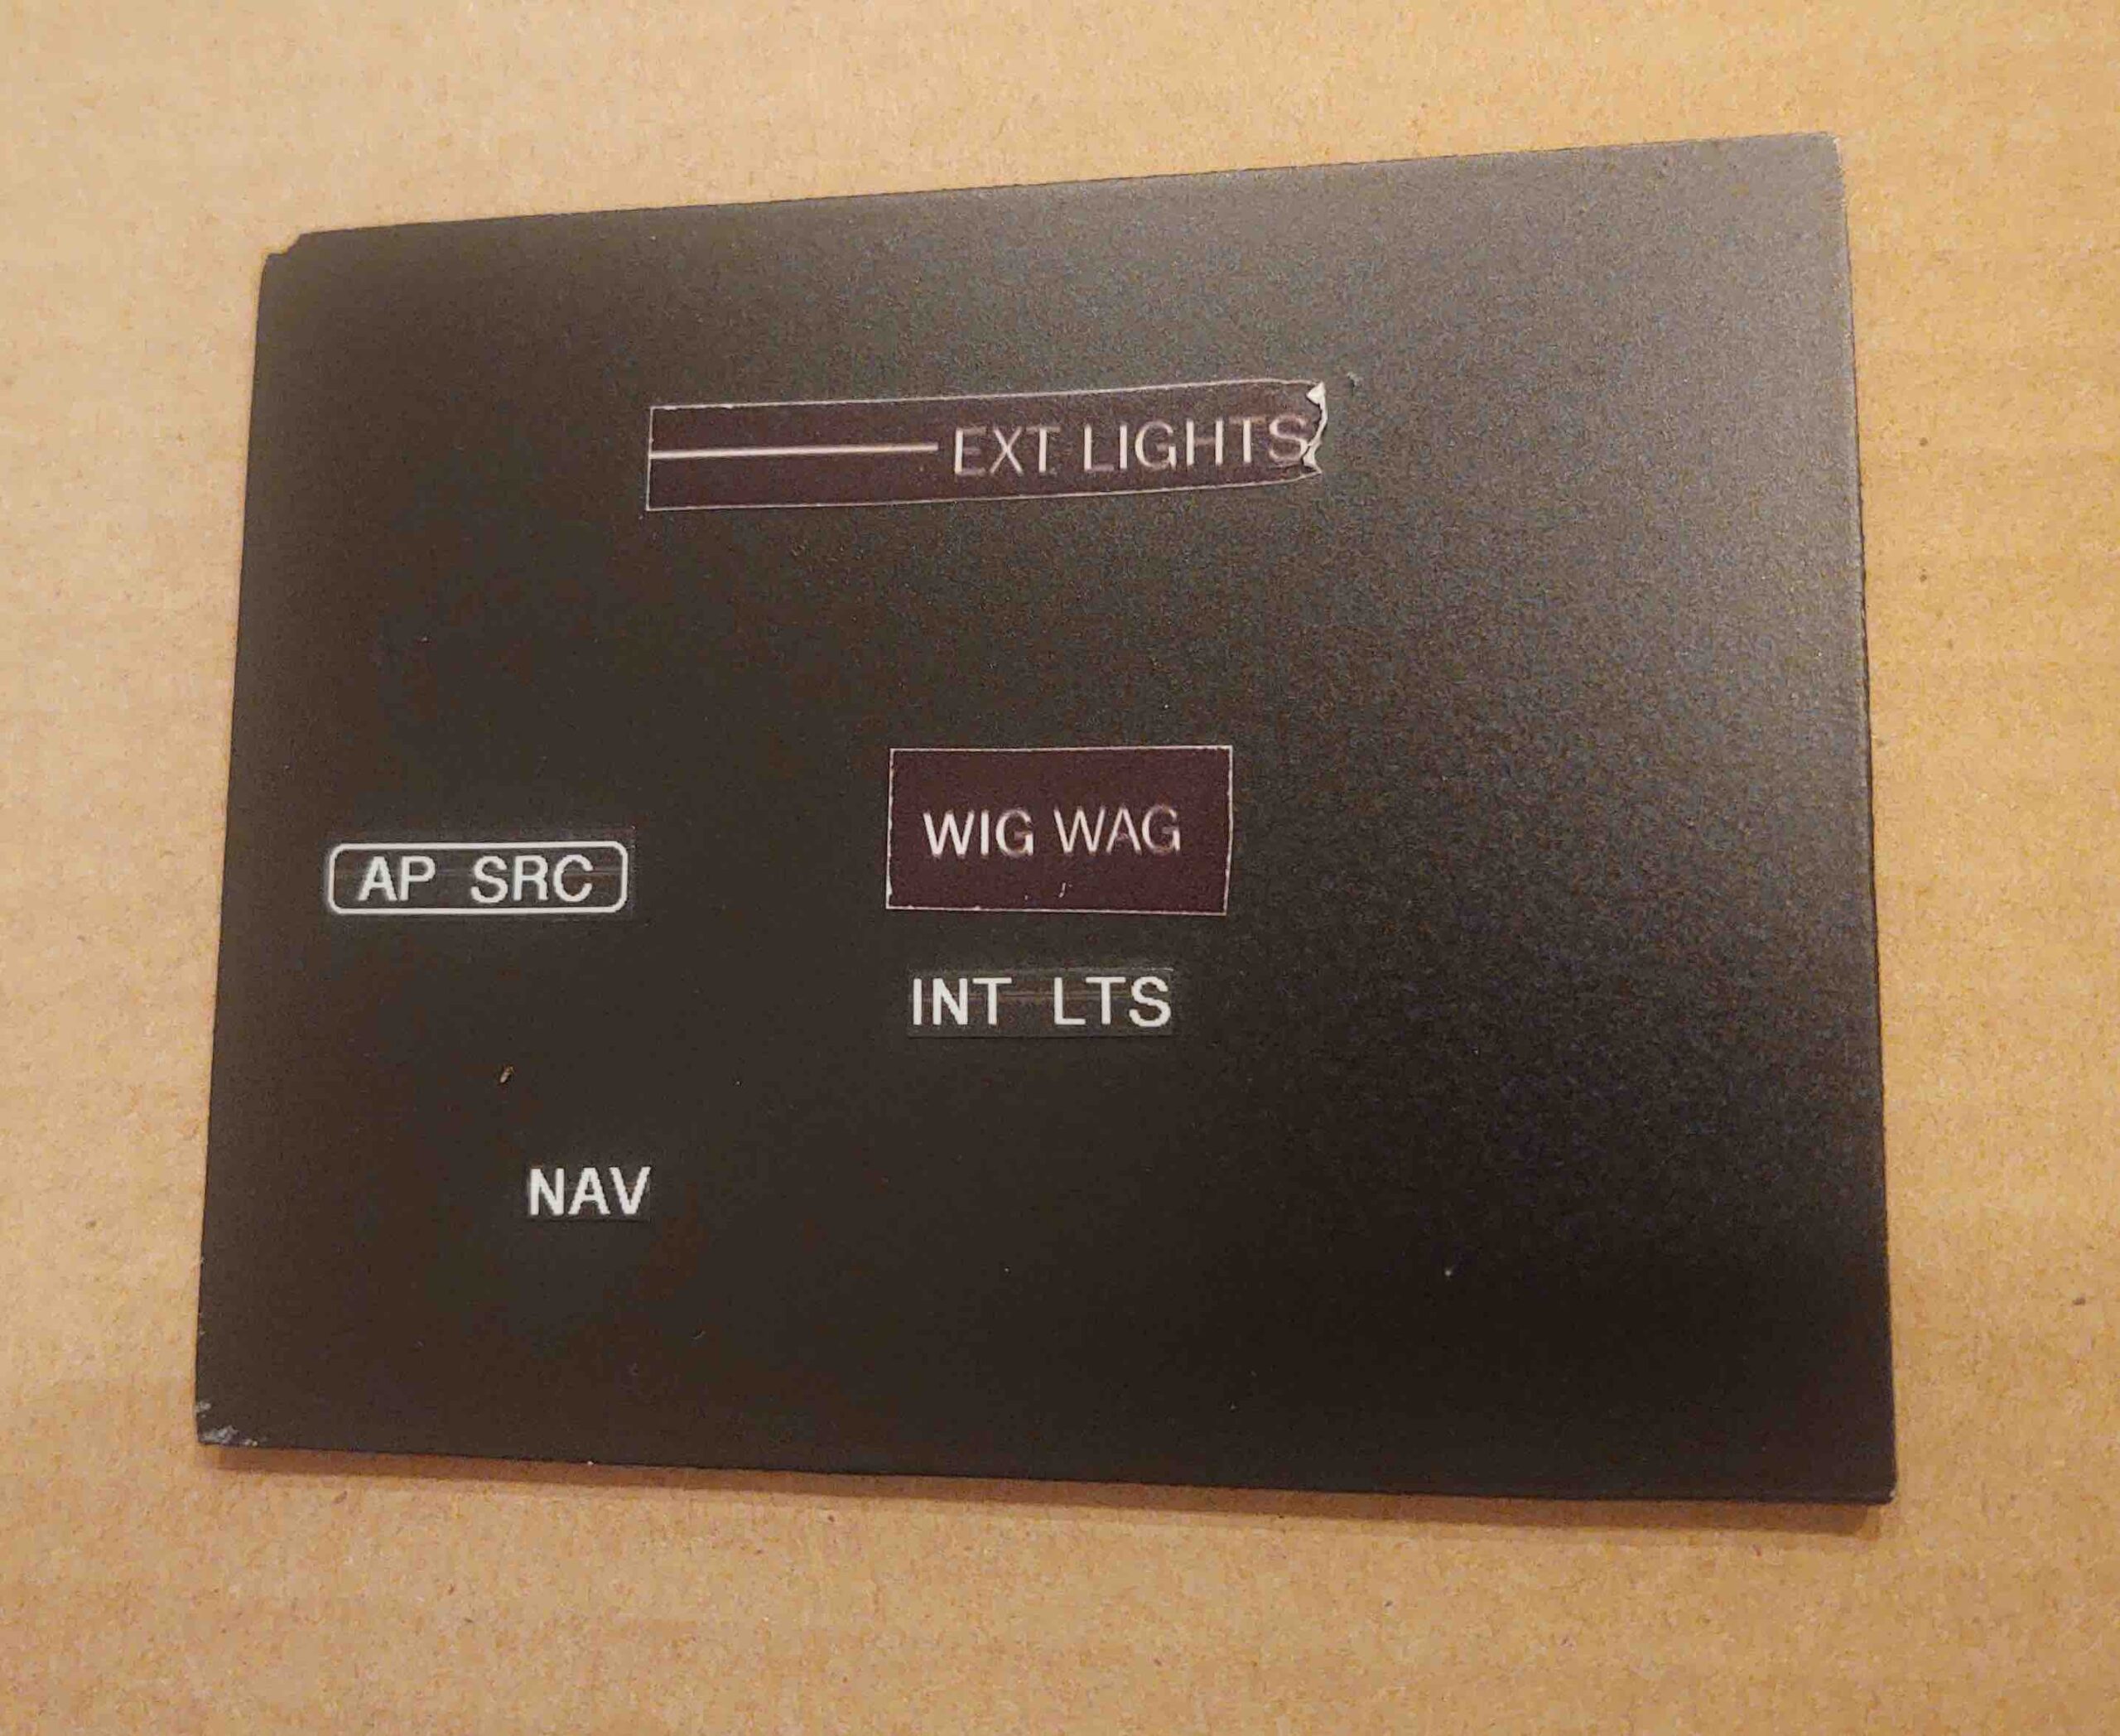 EXT LIGHTS
WIG WAG
AP SRC
INT LTS
NAV